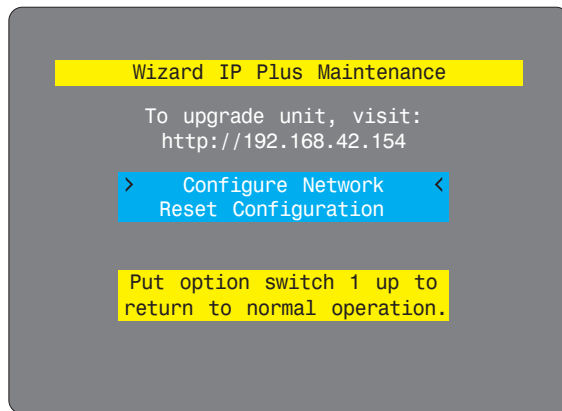 Wizard IP Plus Maintenance
To upgrade unit, visit:
http://192.168.42.154
> Configure Network <
Reset Configuration
Put option switch 1 up to
return to normal operation.